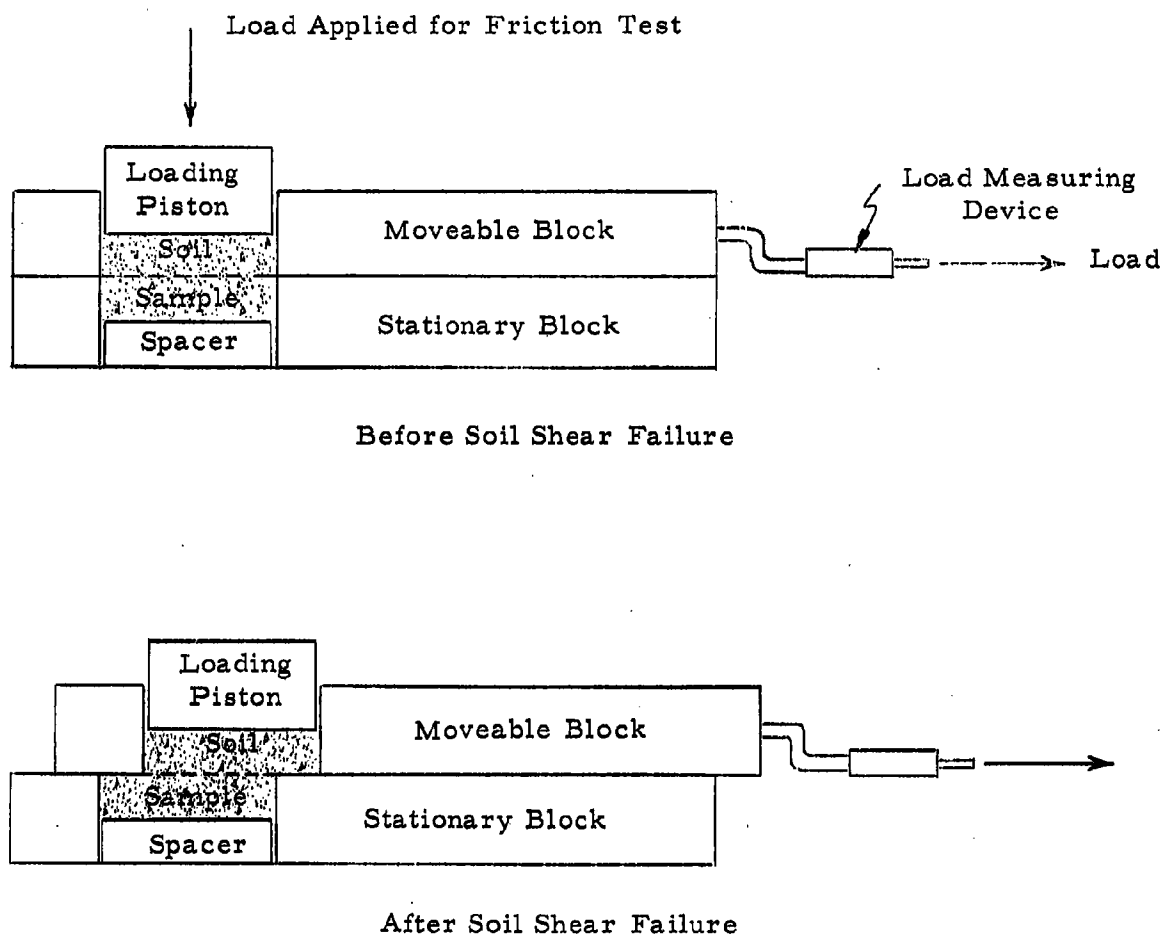 Load Applied for Friction Test
Loading
Piston
Load Measuring
Device
Moveable Block
Soil
Load
Sample
Stationary Block
Spacer
Before Soil Shear Failure
Loading
Piston
Moveable Block
Soil
Sample
Stationary Block
Spacer
After Soil Shear Failure